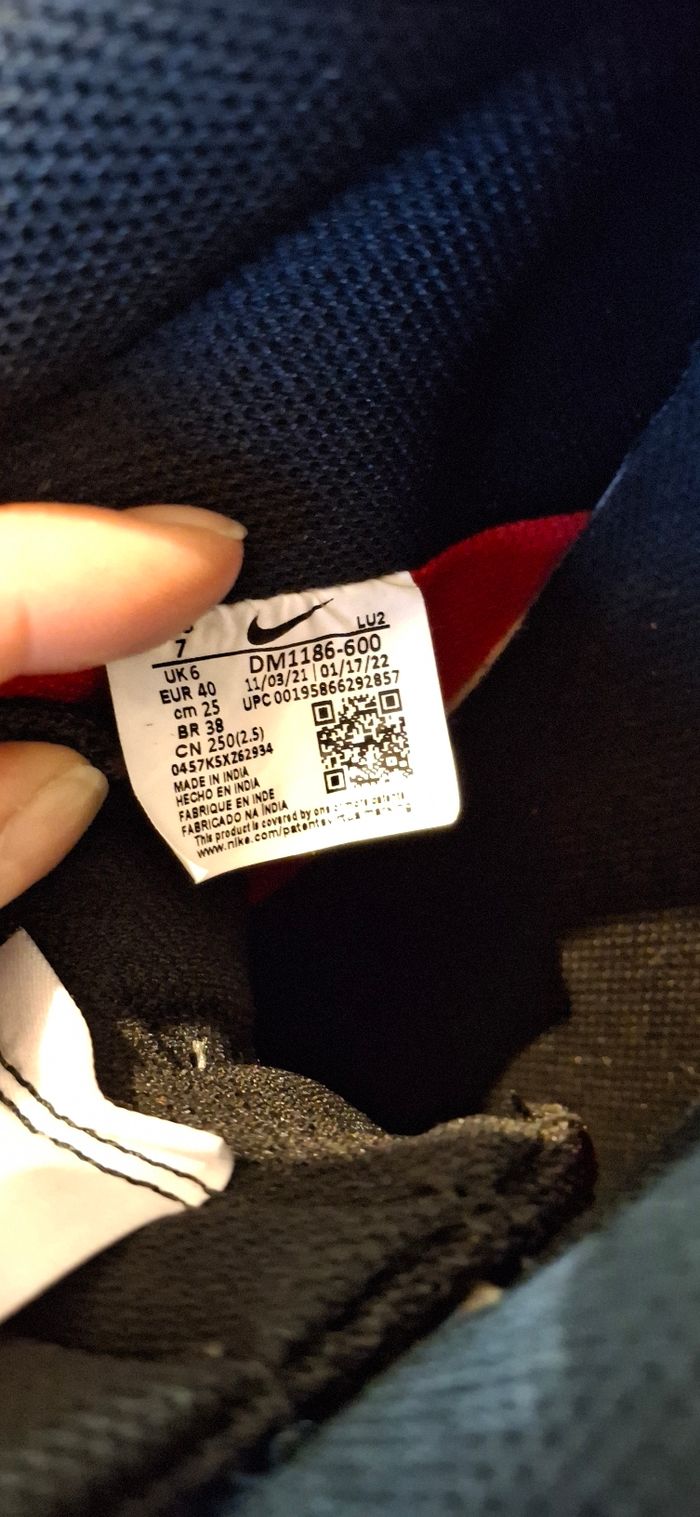 LU2
7
UK 6
EUR 40
cm 25
BR 38
CN 250(2.5)
0457K5XZ62934
DM1186-600
11/03/21 | 01/17/22
UPC 00195866292857
MADE IN INDIA
HECHO EN INDIA
FABRIQUE EN INDE
FABRICADO NA ÍNDIA
This product is covered by one or more patents
www.nike.com/patents